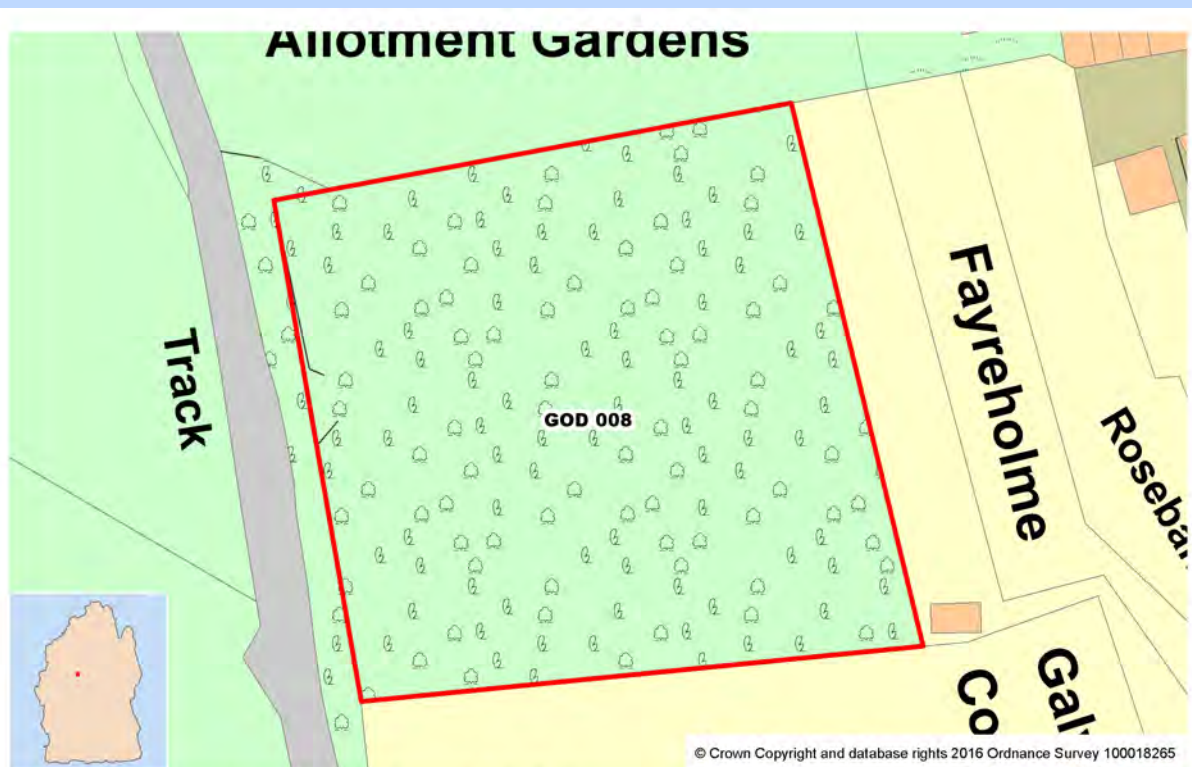 Allotment Gardens
Track
GOD 008
Fayreholme
© Crown Copyright and database rights 2016 Ordnance Survey 100018265